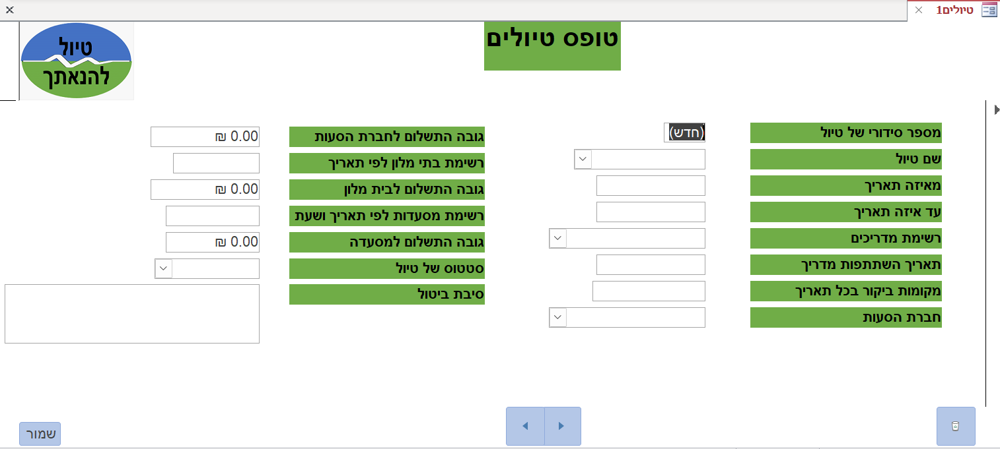 טיולים1
טופס טיולים
טיול
להנאתך
מספר סידורי של טיול
(חדש)
שם טיול
מאיזה תאריך
עד איזה תאריך
רשימת מדריכים
תאריך השתתפות מדריך
מקומות ביקור בכל תאריך
חברת הסעות
גובה התשלום לחברת הסעות
0.00 ₪
רשימת בתי מלון לפי תאריך
גובה התשלום לבית מלון
0.00 ₪
רשימת מסעדות לפי תאריך ושעת
גובה התשלום למסעדה
0.00 ₪
סטטוס של טיול
סיבת ביטול
שמור